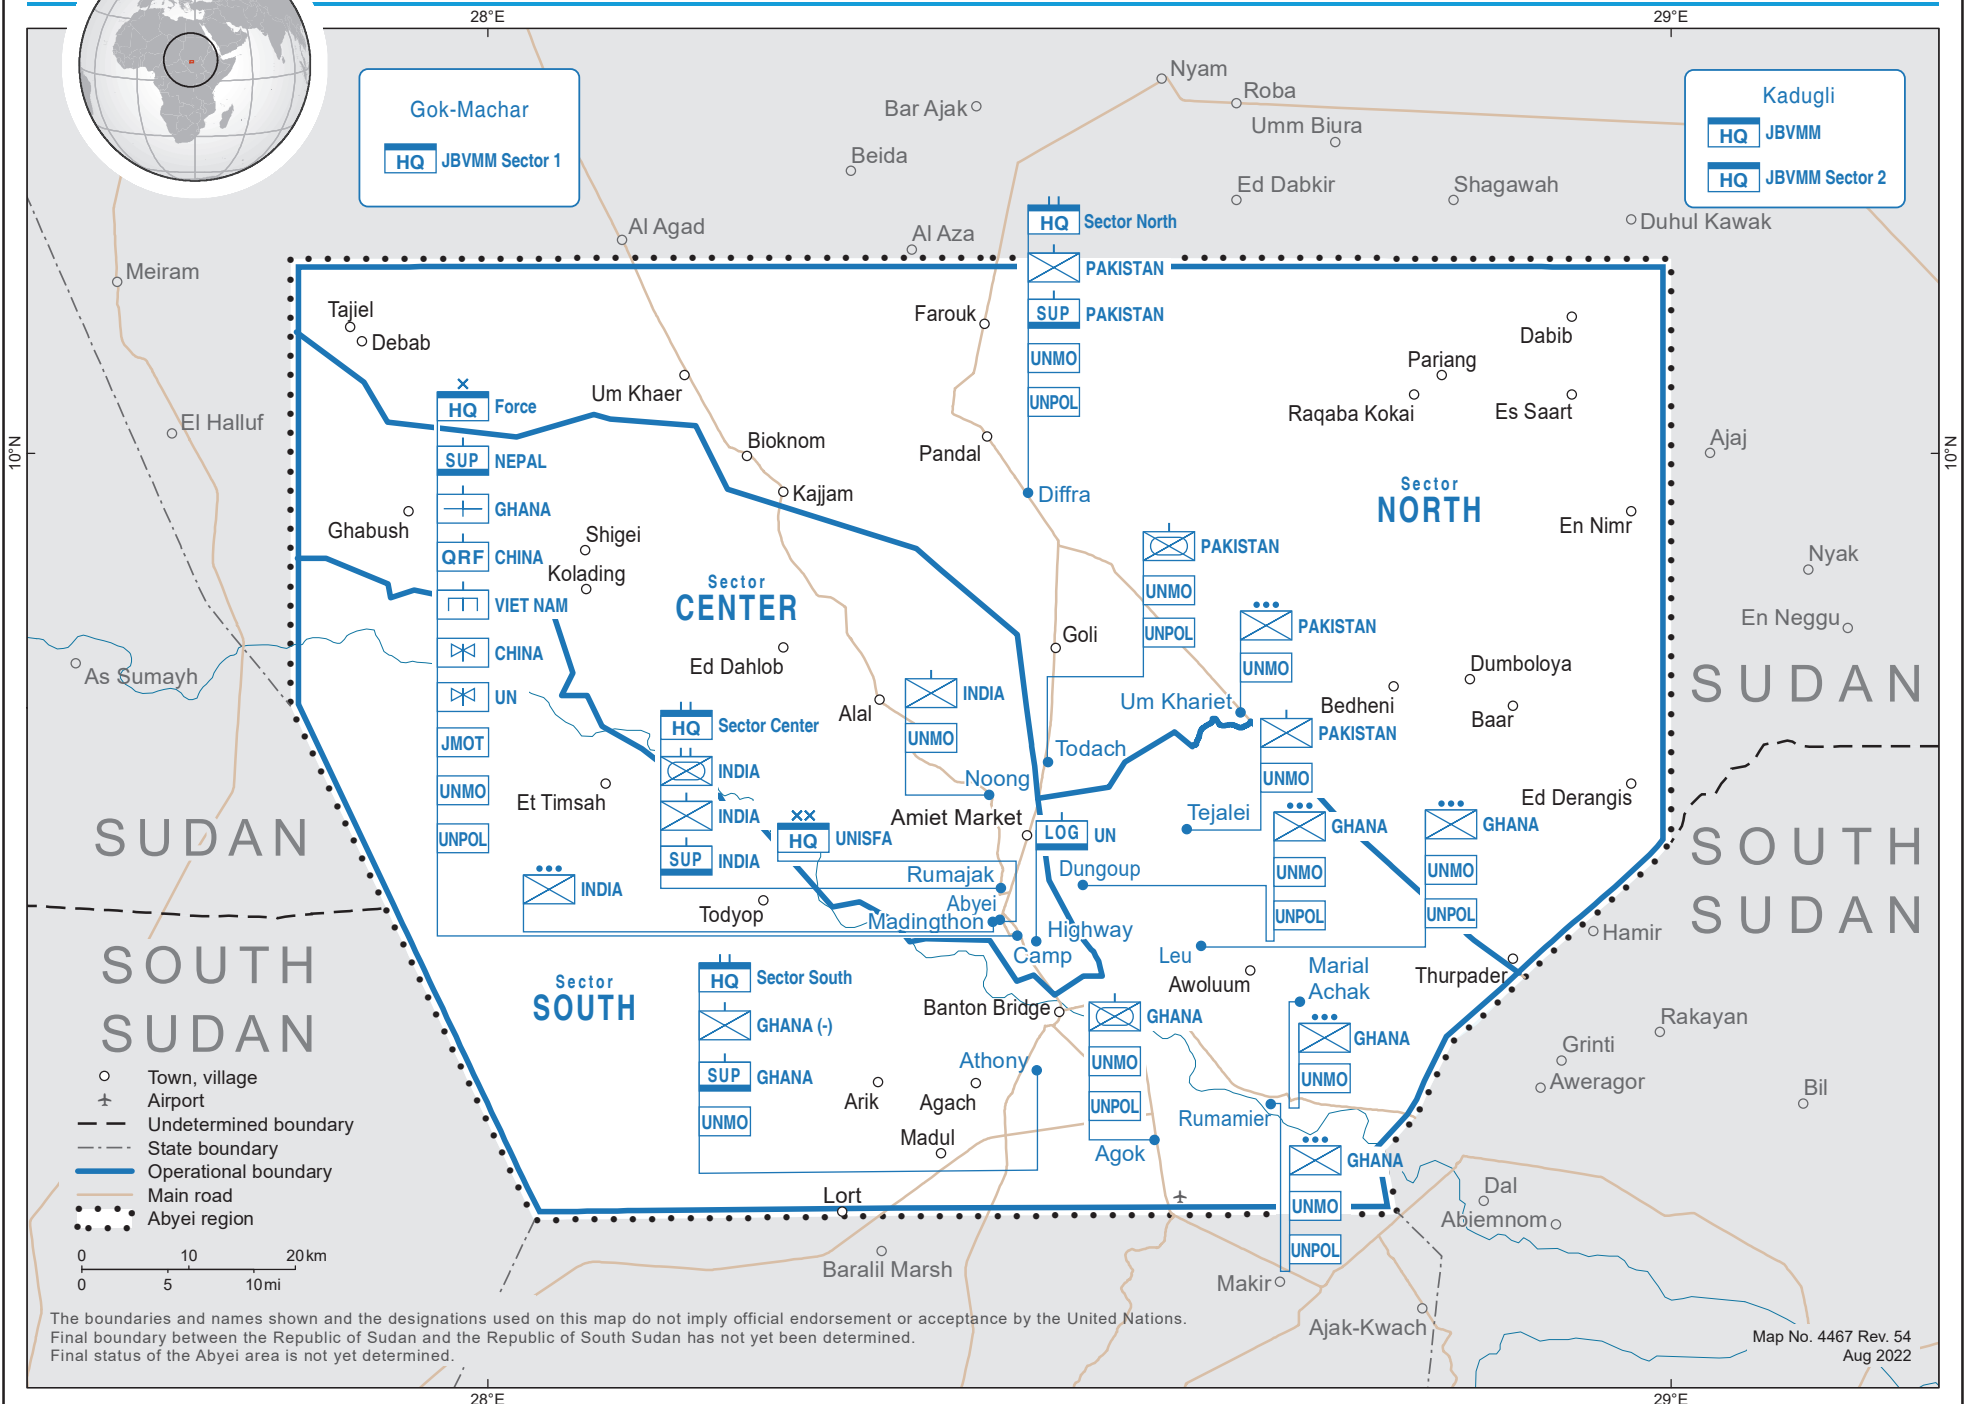 28°E
29°E
Gok-Machar
HQ JBVMM Sector 1
Kadugli
HQ JBVMM
HQ JBVMM Sector 2
Nyam
Roba
Bar Ajak
Umm Biura
Beida
Ed Dabkir
Shagawah
Duhul Kawak
Al Agad
Al Aza
Meiram
El Halluf
As Sumayh
Ajaj
Nyak
En Neggu
10°N
10°N
HQ Sector North
PAKISTAN
SUP PAKISTAN
UNMO
UNPOL
Diffra
Tajiel
Debab
Farouk
Dabib
Pariang
Raqaba Kokai
Es Saart
Um Khaer
Pandal
Bioknom
Kajjam
Sector
NORTH
En Nimr
×
HQ Force
SUP NEPAL
GHANA
QRF CHINA
VIET NAM
CHINA
UN
JMOT
UNMO
UNPOL
Ghabush
Shigei
Kolading
Sector
CENTER
PAKISTAN
UNMO
UNPOL
PAKISTAN
UNMO
Goli
Ed Dahlob
Alal
INDIA
UNMO
Um Khariet
Dumboloya
Bedheni
Baar
PAKISTAN
UNMO
Todach
Noong
HQ Sector Center
INDIA
INDIA
SUP INDIA
Et Timsah
××
HQ UNISFA
Amiet Market
LOG UN
Tejalei
Ed Derangis
GHANA
UNMO
UNPOL
GHANA
UNMO
UNPOL
INDIA
Rumajak
Dungoup
Todyop
Abyei
Madingthon
Highway
Camp
Leu
Awoluum
Thurpader
Hamir
SUDAN
SOUTH
SUDAN
SUDAN
SOUTH
SUDAN
Sector
SOUTH
HQ Sector South
GHANA (-)
SUP GHANA
UNMO
Banton Bridge
GHANA
UNMO
UNPOL
Marial
Achak
GHANA
UNMO
Athony
Arik
Agach
Madul
Agok
Rumamier
GHANA
UNMO
UNPOL
Lort
Rakayan
Grinti
Aweragor
Bil
Dal
Abiemnom
Baralil Marsh
Makir
Ajak-Kwach
Town, village
Airport
Undetermined boundary
State boundary
Operational boundary
Main road
Abyei region
0 10 20 km
0 5 10 mi
The boundaries and names shown and the designations used on this map do not imply official endorsement or acceptance by the United Nations.
Final boundary between the Republic of Sudan and the Republic of South Sudan has not yet been determined.
Final status of the Abyei area is not yet determined.
Map No. 4467 Rev. 54
Aug 2022
28°E
29°E